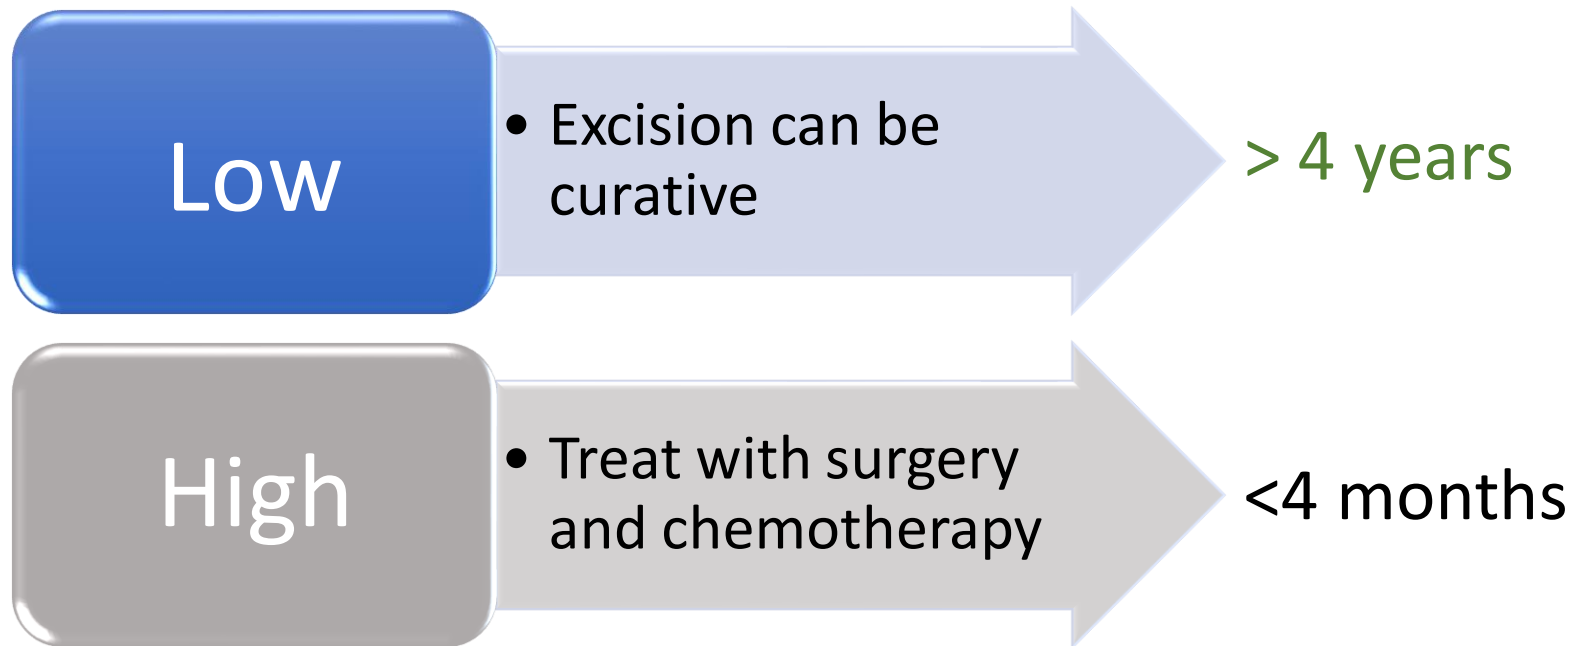 Low
• Excision can be
curative
> 4 years
High
• Treat with surgery
and chemotherapy
<4 months